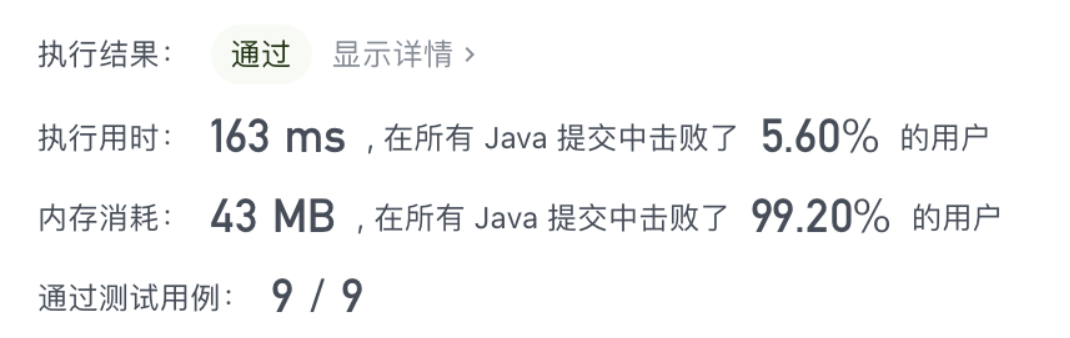 执行结果： 通过 显示详情 >
执行用时： 163 ms , 在所有 Java 提交中击败了 5.60% 的用户
内存消耗： 43 MB , 在所有 Java 提交中击败了 99.20% 的用户
通过测试用例： 9 / 9